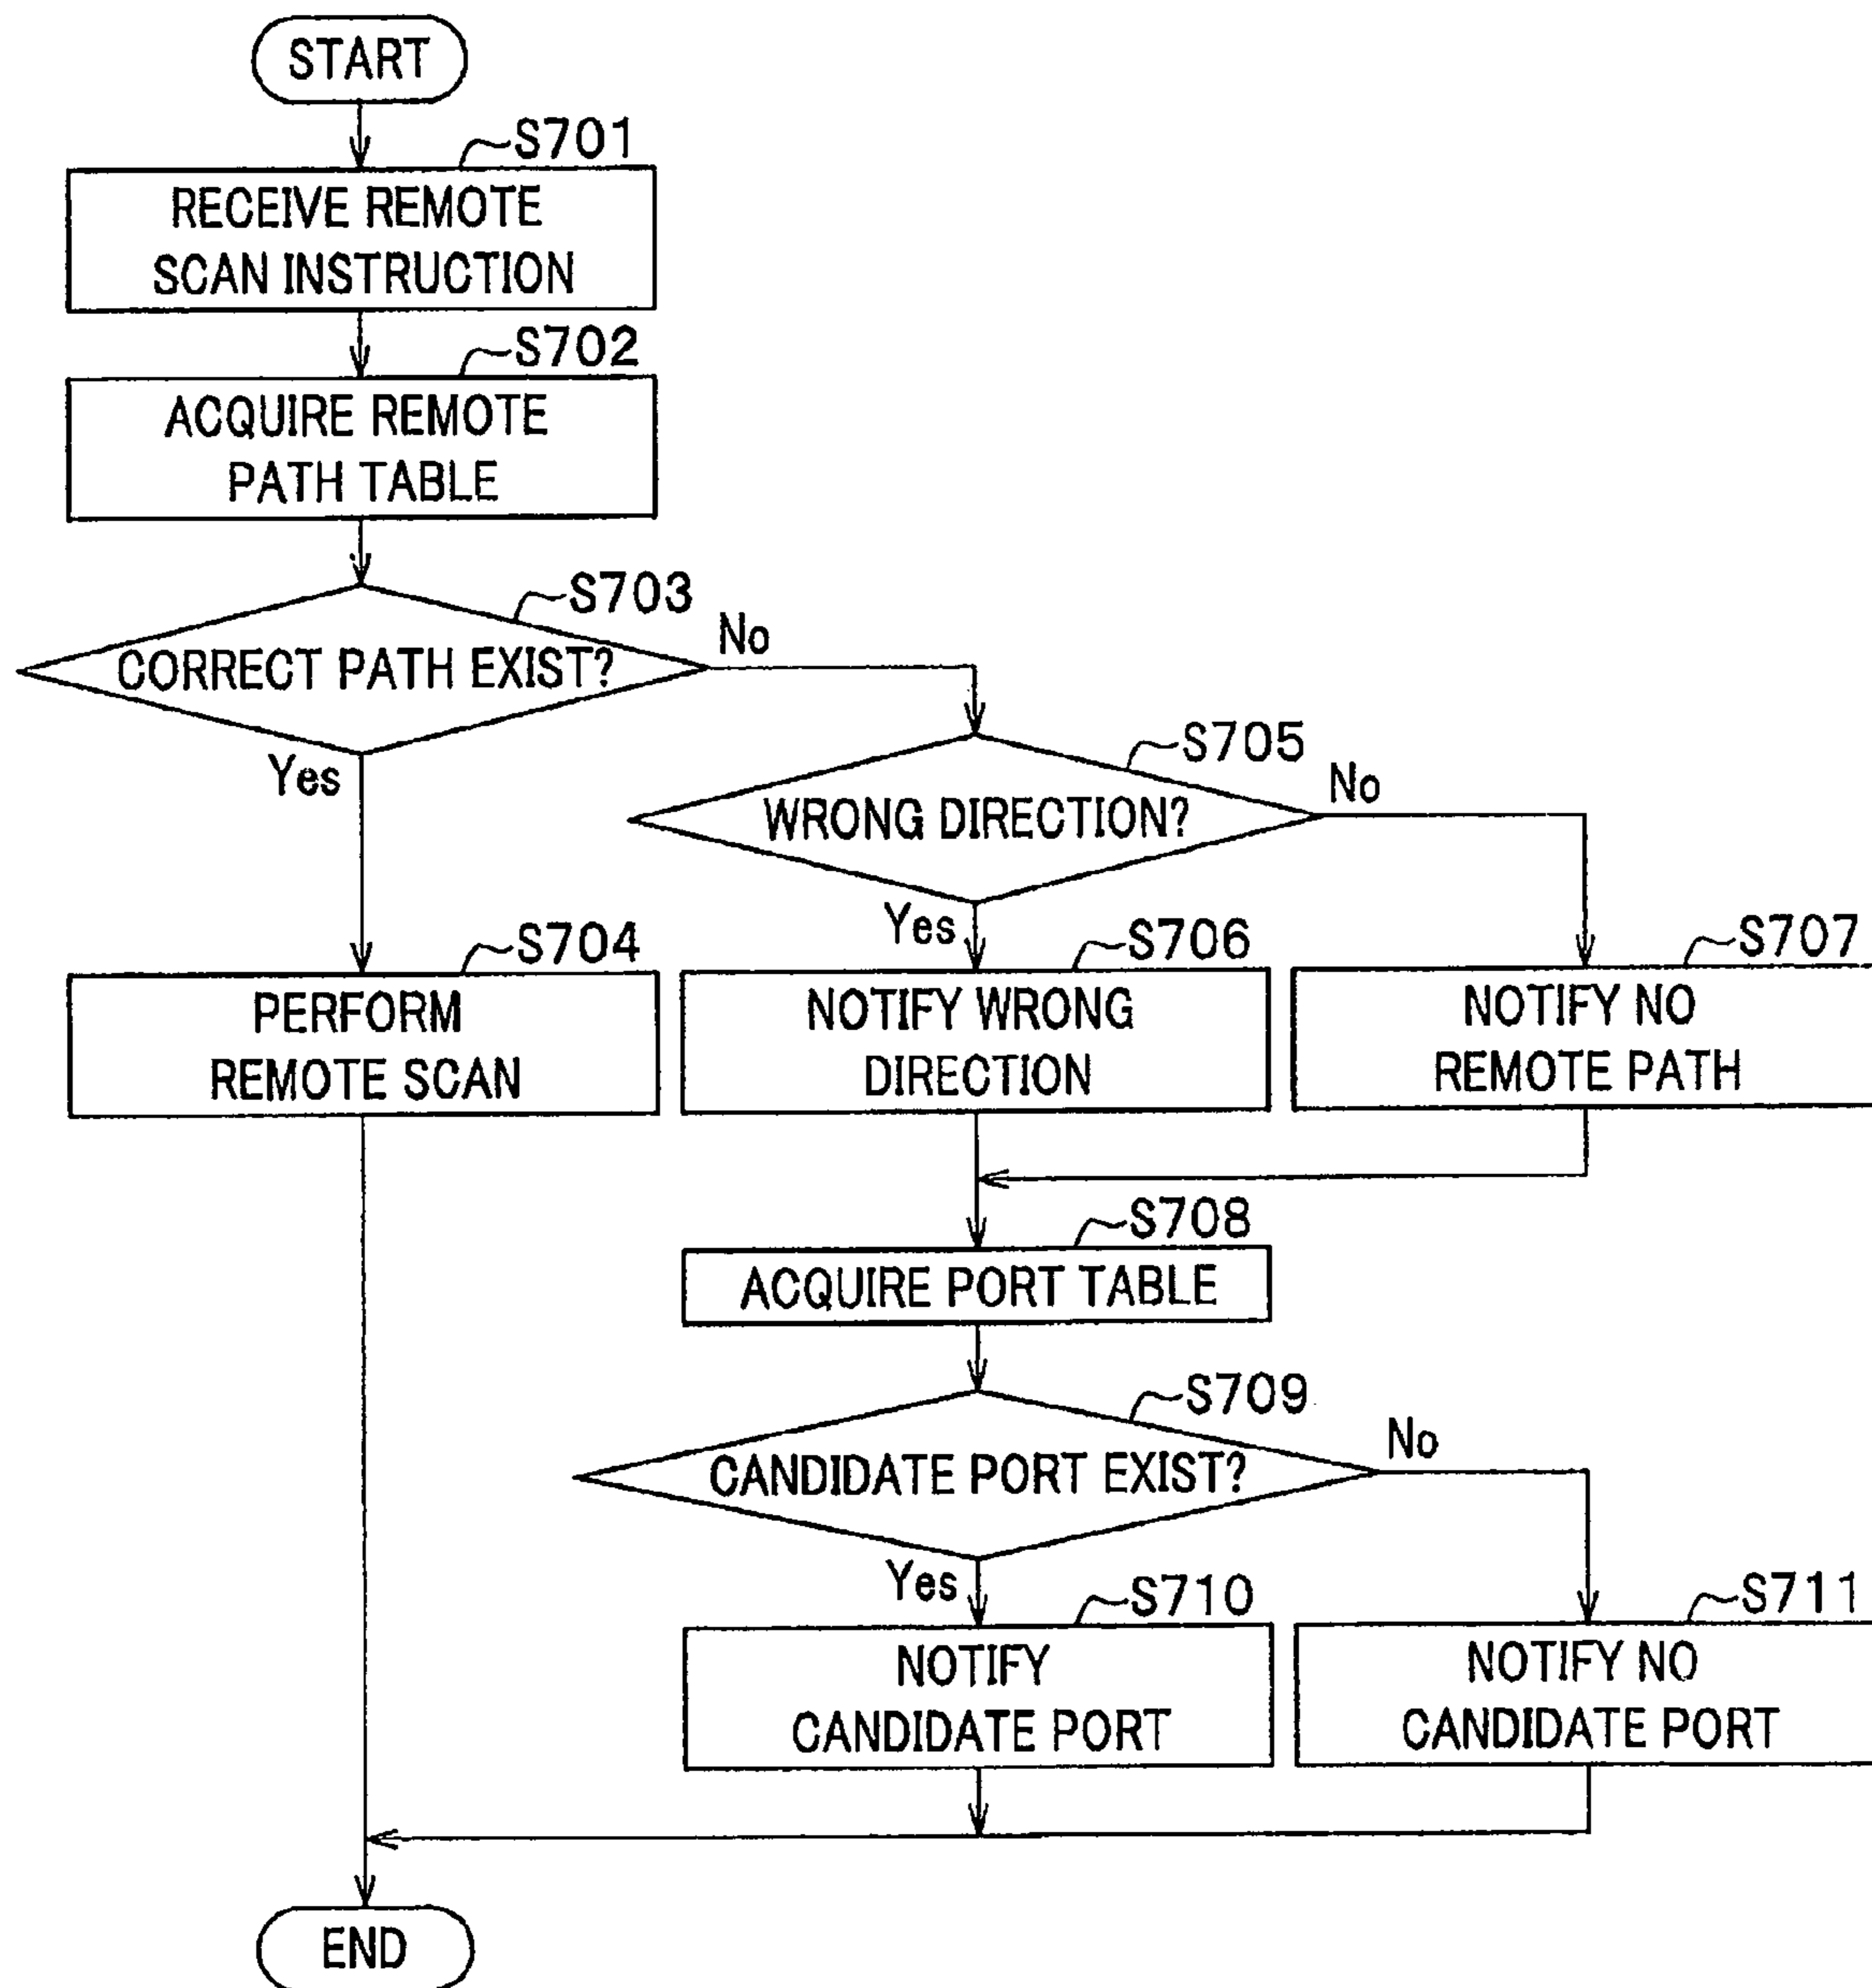 START
S701
RECEIVE REMOTE
SCAN INSTRUCTION
S702
ACQUIRE REMOTE
PATH TABLE
S703
CORRECT PATH EXIST?
No
Yes
S705
WRONG DIRECTION?
No
Yes
S704
PERFORM
REMOTE SCAN
S706
NOTIFY WRONG
DIRECTION
S707
NOTIFY NO
REMOTE PATH
S708
ACQUIRE PORT TABLE
S709
CANDIDATE PORT EXIST?
No
Yes
S710
NOTIFY
CANDIDATE PORT
S711
NOTIFY NO
CANDIDATE PORT
END